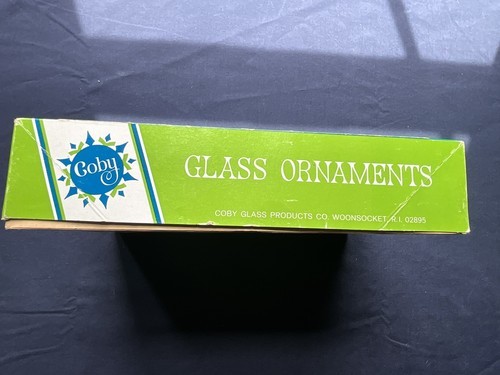 Coby
GLASS ORNAMENTS
COBY GLASS PRODUCTS CO. WOONSOCKET, R.I. 02895